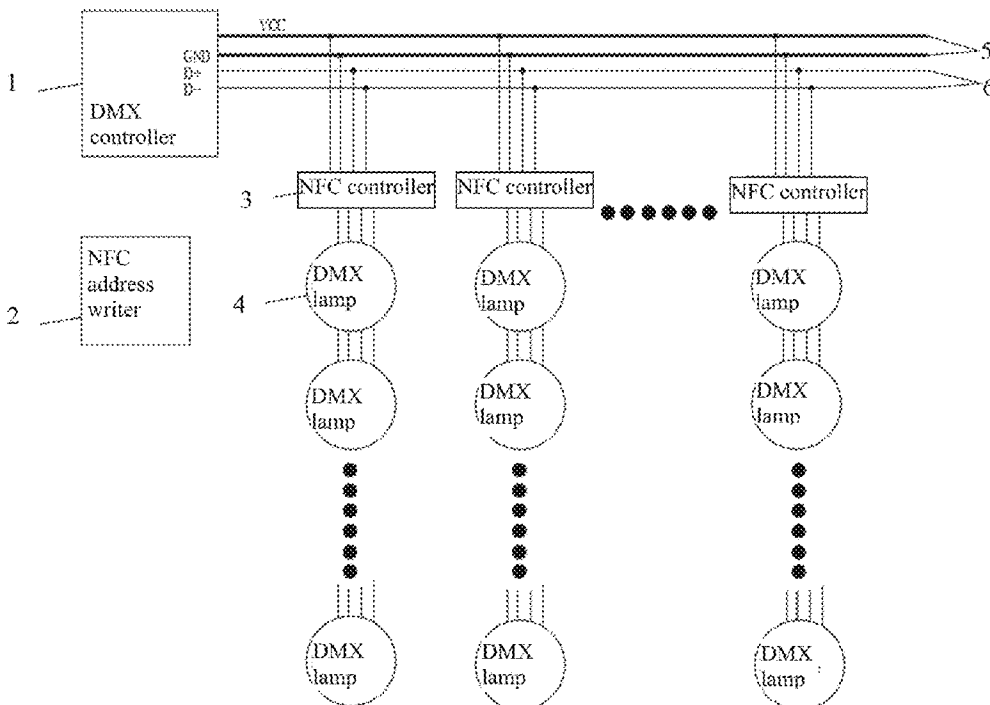 VCC
GND
D+
D-
5
6
1
DMX
controller
3
NFC controller
NFC controller
NFC controller
NFC
address
writer
2
4
DMX
lamp
DMX
lamp
DMX
lamp
DMX
lamp
DMX
lamp
DMX
lamp
DMX
lamp
DMX
lamp
DMX
lamp